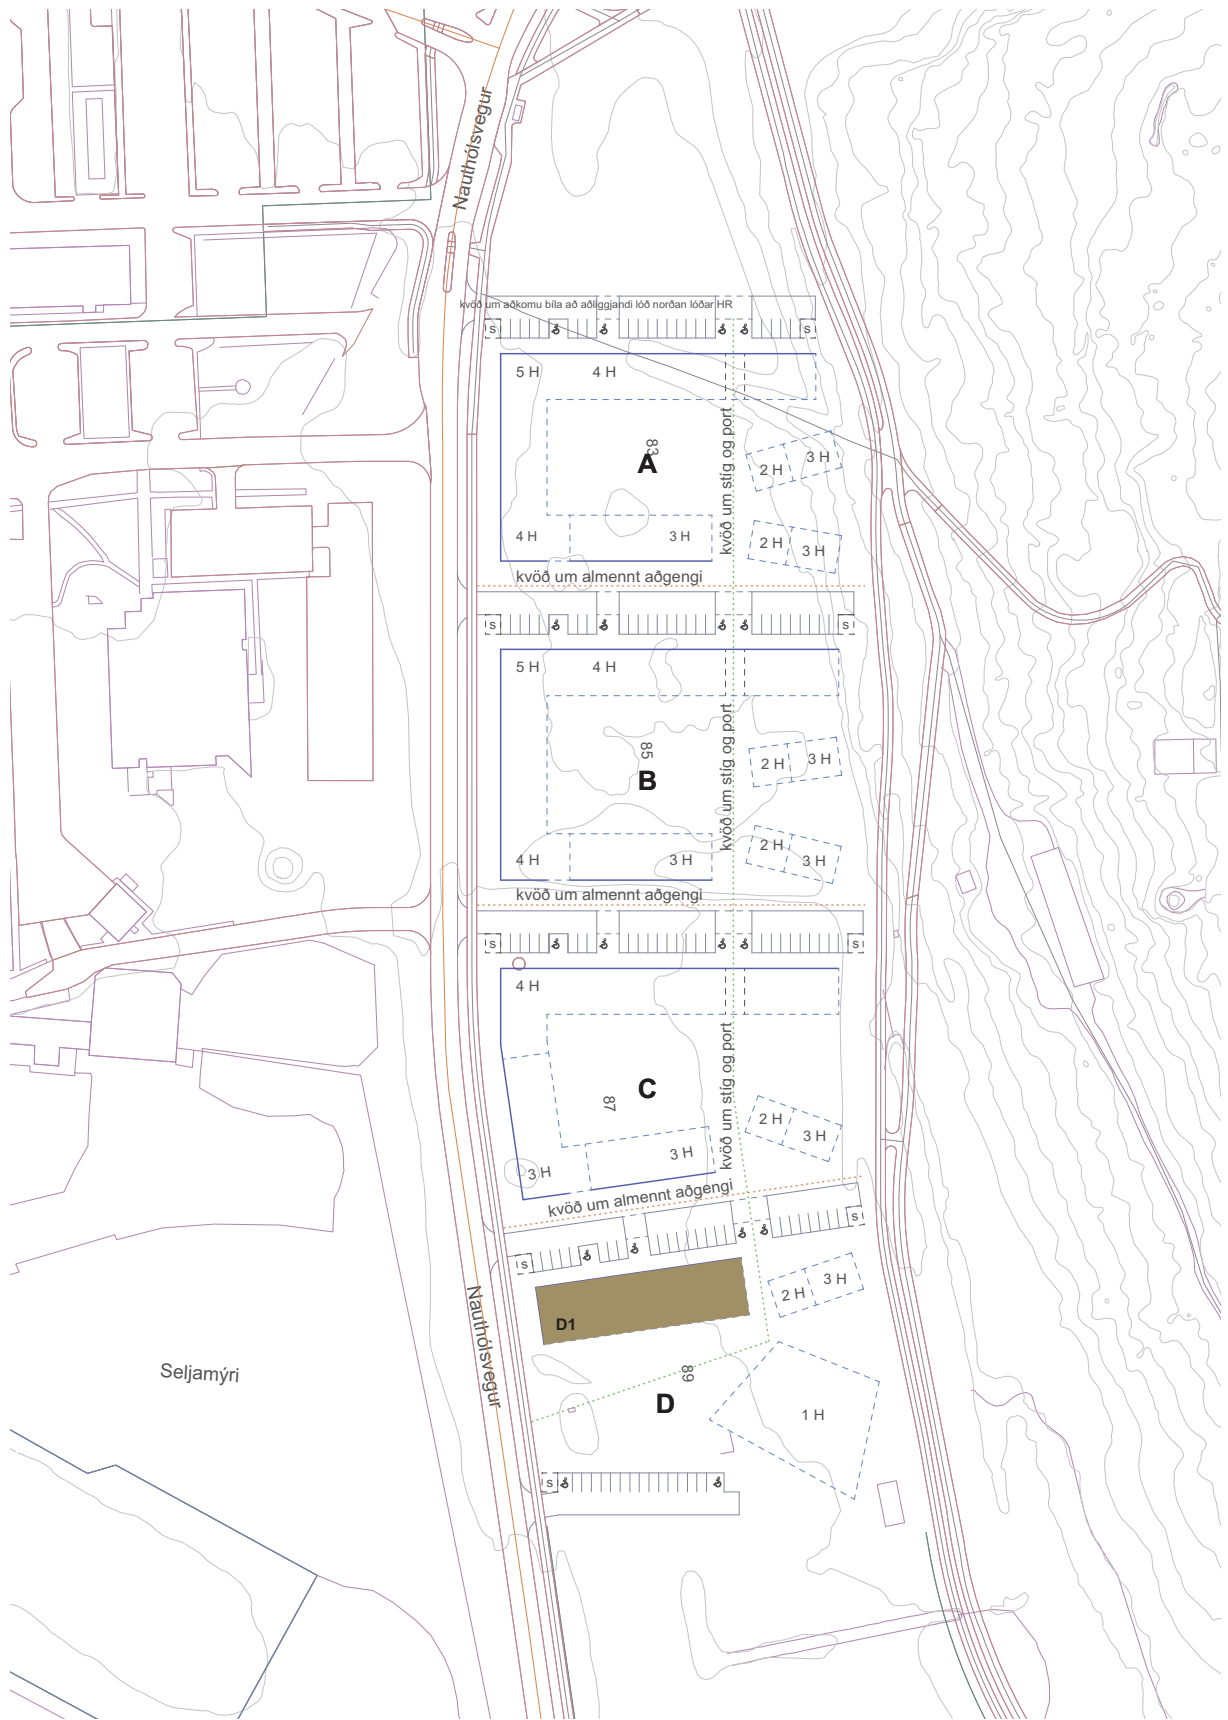 Nauthólsvegur
kvöð um aðkomu bíla að aðliggjandi lóð norðan lóðar HR
s
s
5 H
4 H
83
A
kvöð um stíg og port
2 H
3 H
4 H
3 H
2 H
3 H
kvöð um almennt aðgengi
s
s
5 H
4 H
85
B
kvöð um stíg og port
2 H
3 H
4 H
3 H
2 H
3 H
kvöð um almennt aðgengi
s
s
4 H
87
C
kvöð um stíg og port
2 H
3 H
3 H
3 H
kvöð um almennt aðgengi
s
s
2 H
3 H
D1
Nauthólsvegur
Seljamýri
89
D
1 H
s